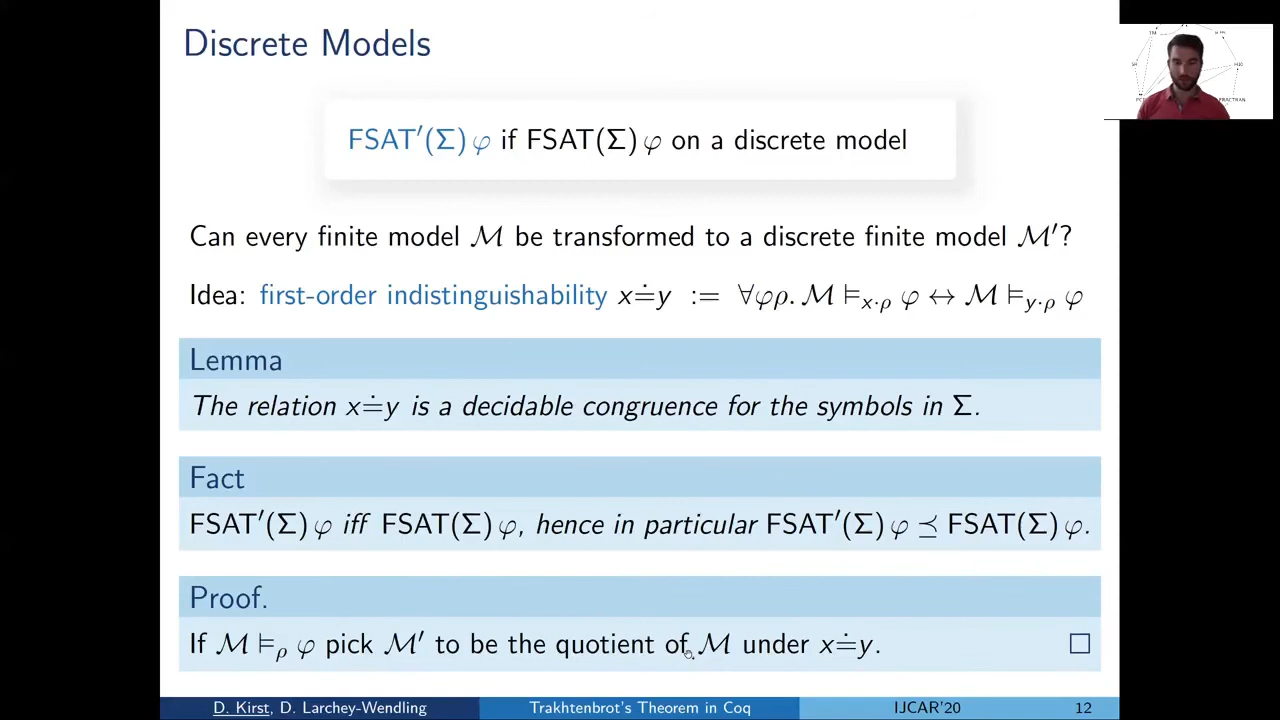 Discrete Models
FSAT′(Σ) φ if FSAT(Σ) φ on a discrete model
Can every finite model ℳ be transformed to a discrete finite model ℳ′?
Idea: first-order indistinguishability x≐y := ∀φρ. ℳ ⊨x·ρ φ ↔ ℳ ⊨y·ρ φ
Lemma
The relation x≐y is a decidable congruence for the symbols in Σ.
Fact
FSAT′(Σ) φ iff FSAT(Σ) φ, hence in particular FSAT′(Σ) φ ⪯ FSAT(Σ) φ.
Proof.
If ℳ ⊨ρ φ pick ℳ′ to be the quotient of ℳ under x≐y. □
D. Kirst, D. Larchey-Wendling Trakhtenbrot's Theorem in Coq IJCAR'20 12